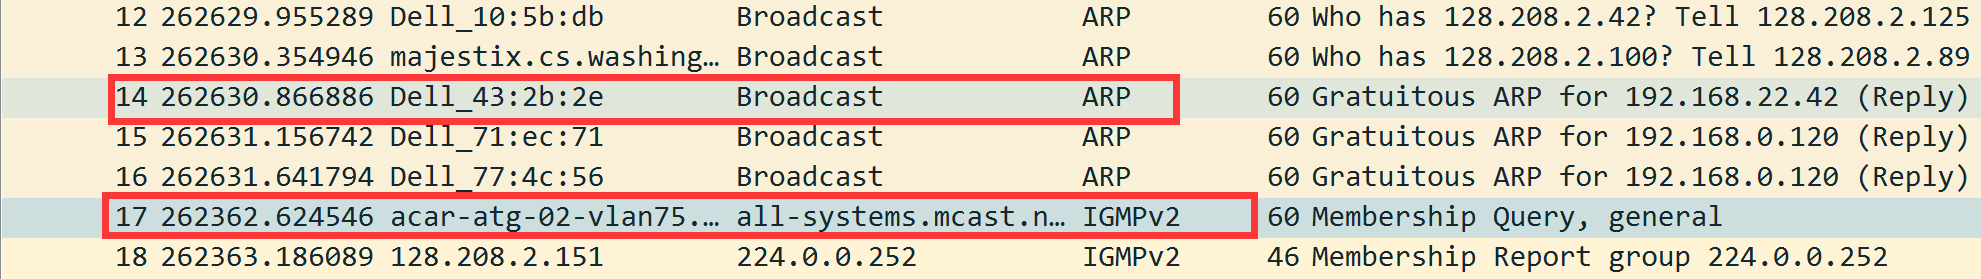 12 262629.955289 Dell_10:5b:db Broadcast ARP 60 Who has 128.208.2.42? Tell 128.208.2.125
13 262630.354946 majestix.cs.washing… Broadcast ARP 60 Who has 128.208.2.100? Tell 128.208.2.89
14 262630.866886 Dell_43:2b:2e Broadcast ARP 60 Gratuitous ARP for 192.168.22.42 (Reply)
15 262631.156742 Dell_71:ec:71 Broadcast ARP 60 Gratuitous ARP for 192.168.0.120 (Reply)
16 262631.641794 Dell_77:4c:56 Broadcast ARP 60 Gratuitous ARP for 192.168.0.120 (Reply)
17 262362.624546 acar-atg-02-vlan75.… all-systems.mcast.n… IGMPv2 60 Membership Query, general
18 262363.186089 128.208.2.151 224.0.0.252 IGMPv2 46 Membership Report group 224.0.0.252